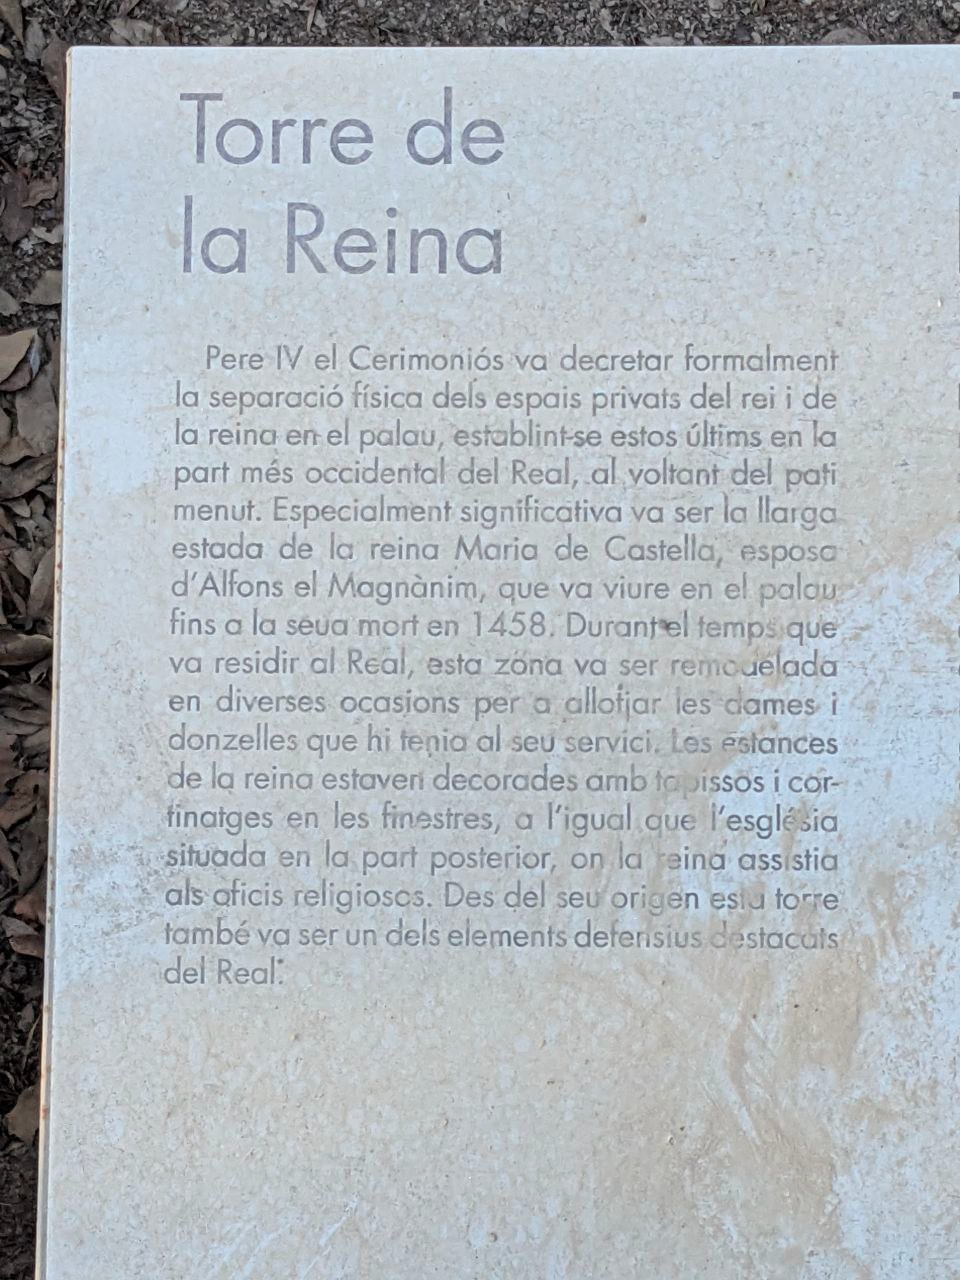 Torre de
la Reina
Pere IV el Cerimoniós va decretar formalment
la separació física dels espais privats del rei i de
la reina en el palau, establint-se estos últims en la
part més occidental del Real, al voltant del pati
menut. Especialment significativa va ser la llarga
estada de la reina Maria de Castella, esposa
d'Alfons el Magnànim, que va viure en el palau
fins a la seua mort en 1458. Durant el temps que
va residir al Real, esta zona va ser remodelada
en diverses ocasions per a allotjar les dames i
donzelles que hi tenia al seu servici. Les estances
de la reina estaven decorades amb tapissos i cor-
tinatges en les finestres, a l'igual que l'església
situada en la part posterior, on la reina assistia
als oficis religiosos. Des del seu origen esta torre
també va ser un dels elements defensius destacats
del Real.